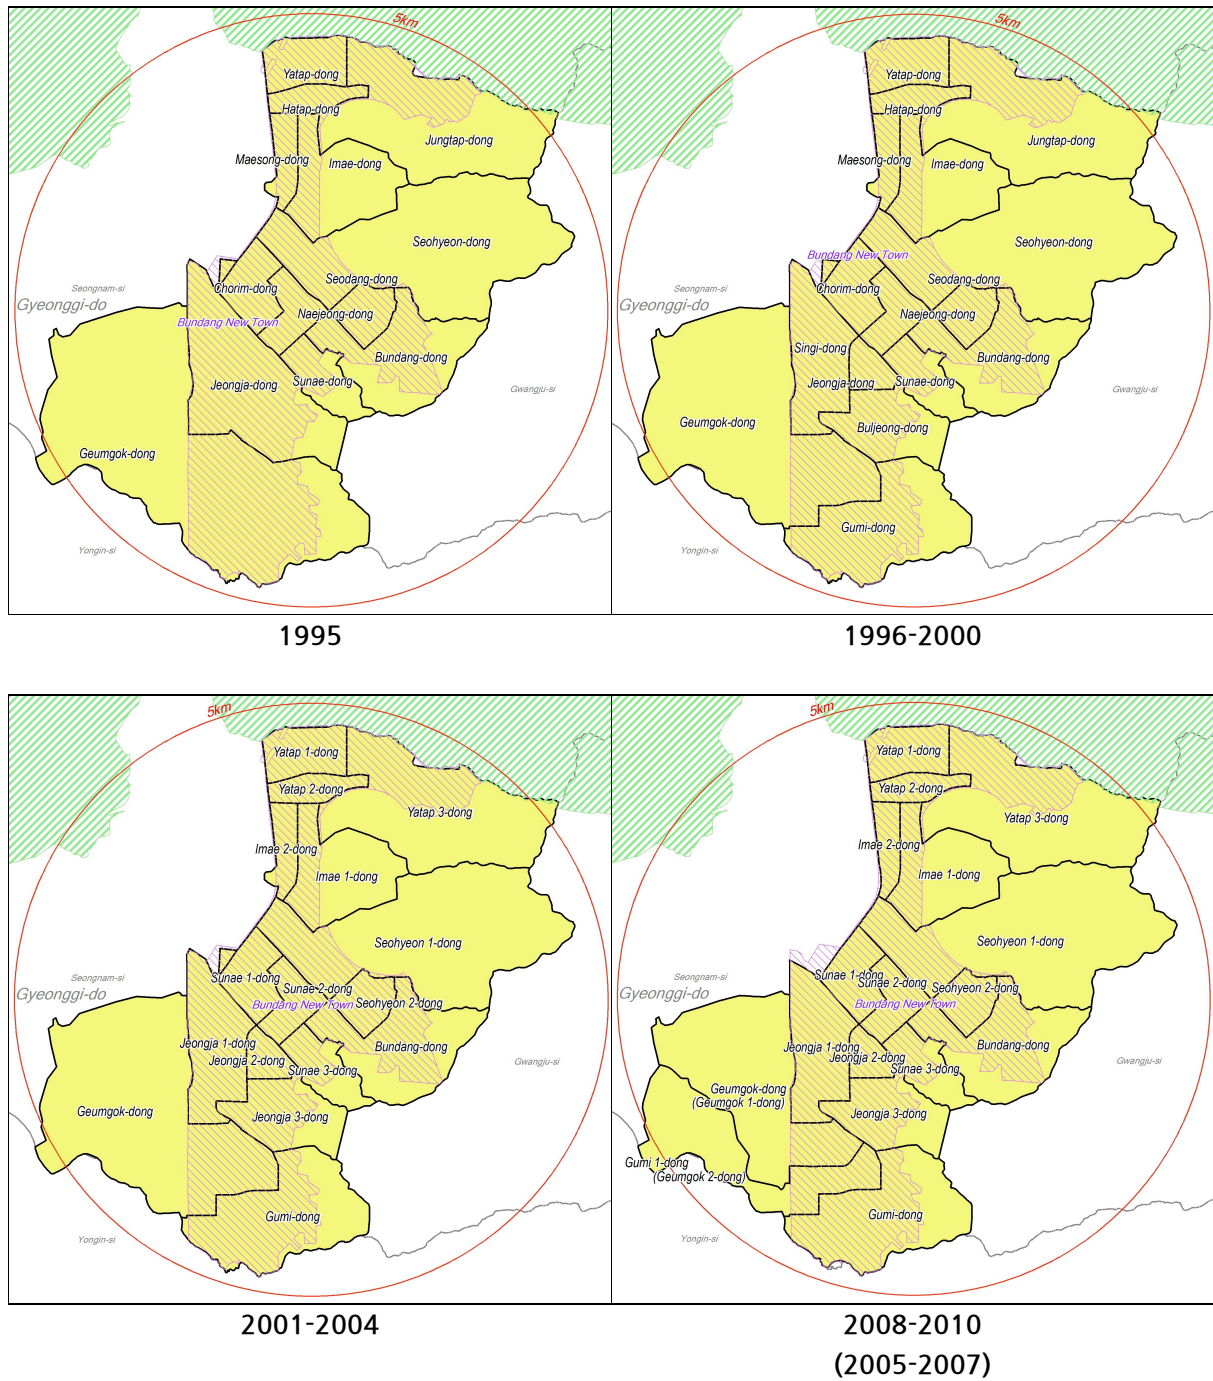 5km
Yatap-dong
Hatap-dong
Jungtap-dong
Maesong-dong
Imae-dong
Seohyeon-dong
Seodang-dong
Seongnam-si
Chorim-dong
Gyeonggi-do
Naejeong-dong
Bundang New Town
Bundang-dong
Sunae-dong
Jeongja-dong
Gwangju-si
Geumgok-dong
Yongin-si
1995
5km
Yatap-dong
Hatap-dong
Jungtap-dong
Maesong-dong
Imae-dong
Seohyeon-dong
Bundang New Town
Seodang-dong
Seongnam-si
Chorim-dong
Gyeonggi-do
Naejeong-dong
Singi-dong
Bundang-dong
Jeongja-dong
Sunae-dong
Gwangju-si
Geumgok-dong
Buljeong-dong
Gumi-dong
Yongin-si
1996-2000
5km
Yatap 1-dong
Yatap 2-dong
Yatap 3-dong
Imae 2-dong
Imae 1-dong
Seohyeon 1-dong
Seongnam-si
Sunae 1-dong
Sunae 2-dong
Gyeonggi-do
Bundang New Town
Seohyeon 2-dong
Jeongja 1-dong
Bundang-dong
Jeongja 2-dong
Sunae 3-dong
Gwangju-si
Geumgok-dong
Jeongja 3-dong
Gumi-dong
Yongin-si
2001-2004
5km
Yatap 1-dong
Yatap 2-dong
Yatap 3-dong
Imae 2-dong
Imae 1-dong
Seohyeon 1-dong
Seongnam-si
Sunae 1-dong
Sunae 2-dong
Seohyeon 2-dong
Gyeonggi-do
Bundang New Town
Jeongja 1-dong
Bundang-dong
Jeongja 2-dong
Sunae 3-dong
Gwangju-si
Geumgok-dong
(Geumgok 1-dong)
Jeongja 3-dong
Gumi 1-dong
(Geumgok 2-dong)
Gumi-dong
Yongin-si
2008-2010
(2005-2007)